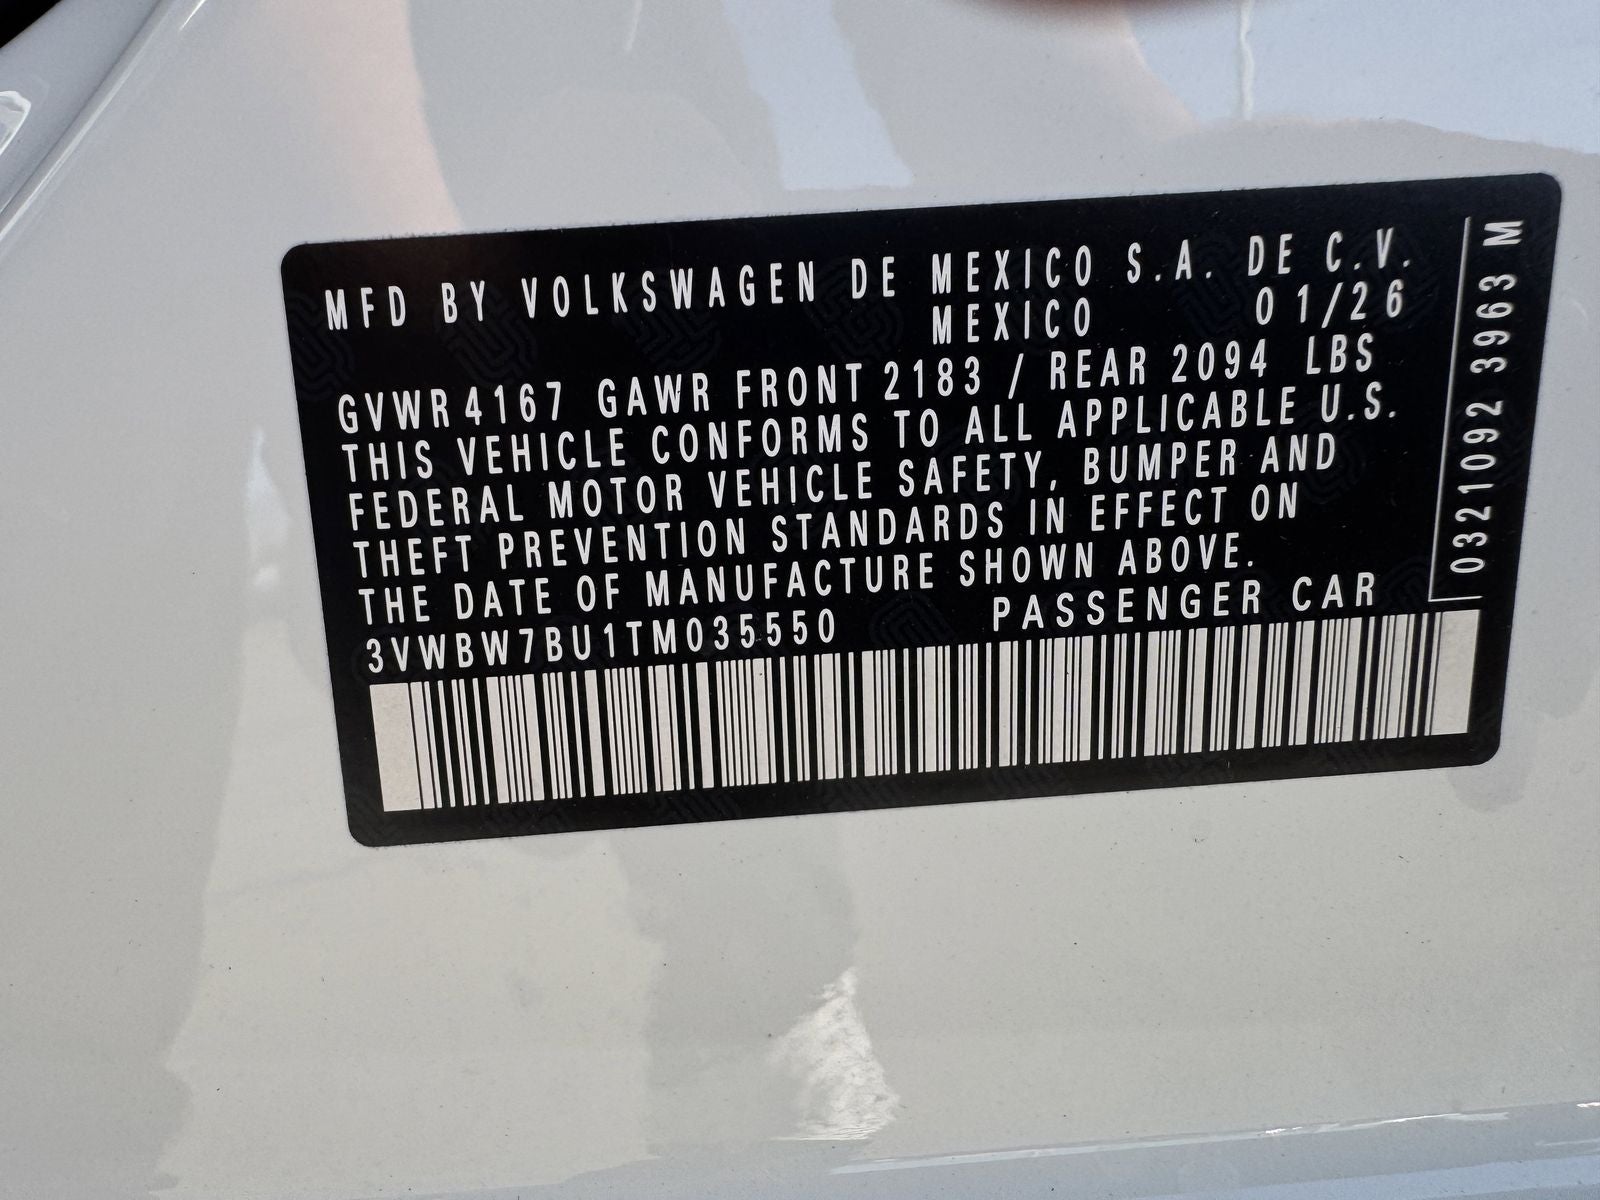 MFD BY VOLKSWAGEN DE MEXICO S.A. DE C.V.
MEXICO 01/26
GVWR 4167 GAWR FRONT 2183 / REAR 2094 LBS
THIS VEHICLE CONFORMS TO ALL APPLICABLE U.S.
FEDERAL MOTOR VEHICLE SAFETY, BUMPER AND
THEFT PREVENTION STANDARDS IN EFFECT ON
THE DATE OF MANUFACTURE SHOWN ABOVE.
3VWBW7BU1TM035550 PASSENGER CAR
0321092 3963 M